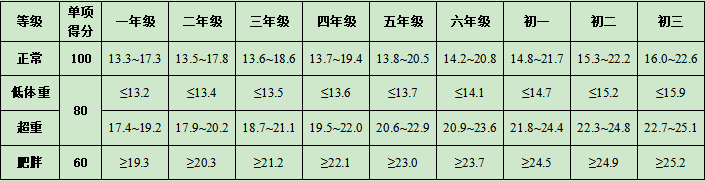 等级 单项得分 一年级 二年级 三年级 四年级 五年级 六年级 初一 初二 初三
正常 100 13.3~17.3 13.5~17.8 13.6~18.6 13.7~19.4 13.8~20.5 14.2~20.8 14.8~21.7 15.3~22.2 16.0~22.6
低体重 80 ≤13.2 ≤13.4 ≤13.5 ≤13.6 ≤13.7 ≤14.1 ≤14.7 ≤15.2 ≤15.9
超重 17.4~19.2 17.9~20.2 18.7~21.1 19.5~22.0 20.6~22.9 20.9~23.6 21.8~24.4 22.3~24.8 22.7~25.1
肥胖 60 ≥19.3 ≥20.3 ≥21.2 ≥22.1 ≥23.0 ≥23.7 ≥24.5 ≥24.9 ≥25.2